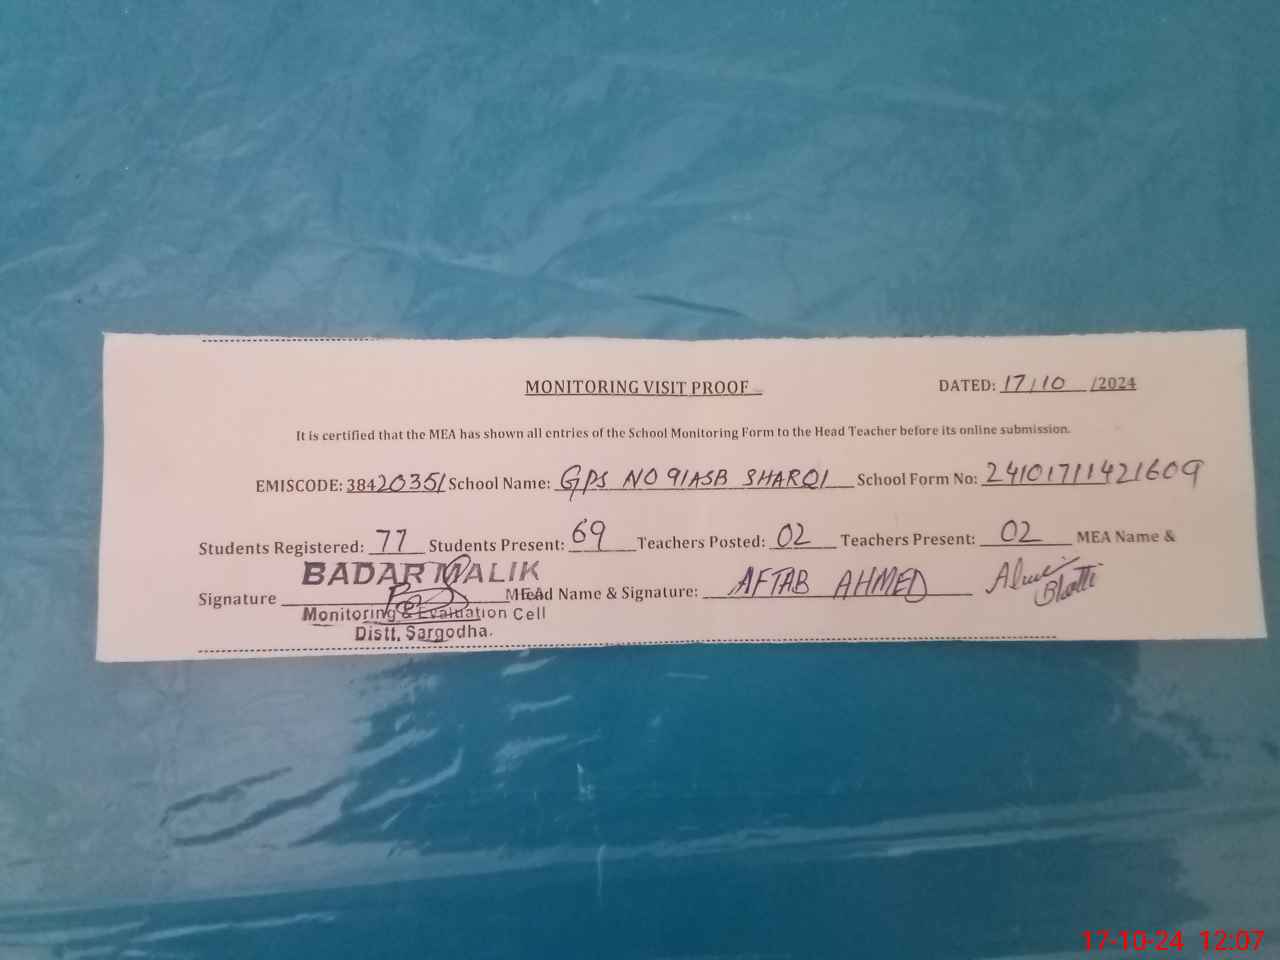 MONITORING VISIT PROOF DATED: 17/10/2024
It is certified that the MEA has shown all entries of the School Monitoring Form to the Head Teacher before its online submission.
EMISCODE: 38420351 School Name: GPS NO 91ASB SHARQI School Form No: 24101711421609
Students Registered: 77 Students Present: 69 Teachers Posted: 02 Teachers Present: 02 MEA Name &
BADAR MALIK
Signature MEA Head Name & Signature: AFTAB AHMED
Bhatti
Monitoring & Evaluation Cell
Distt. Sargodha.
17-10-24 12:07